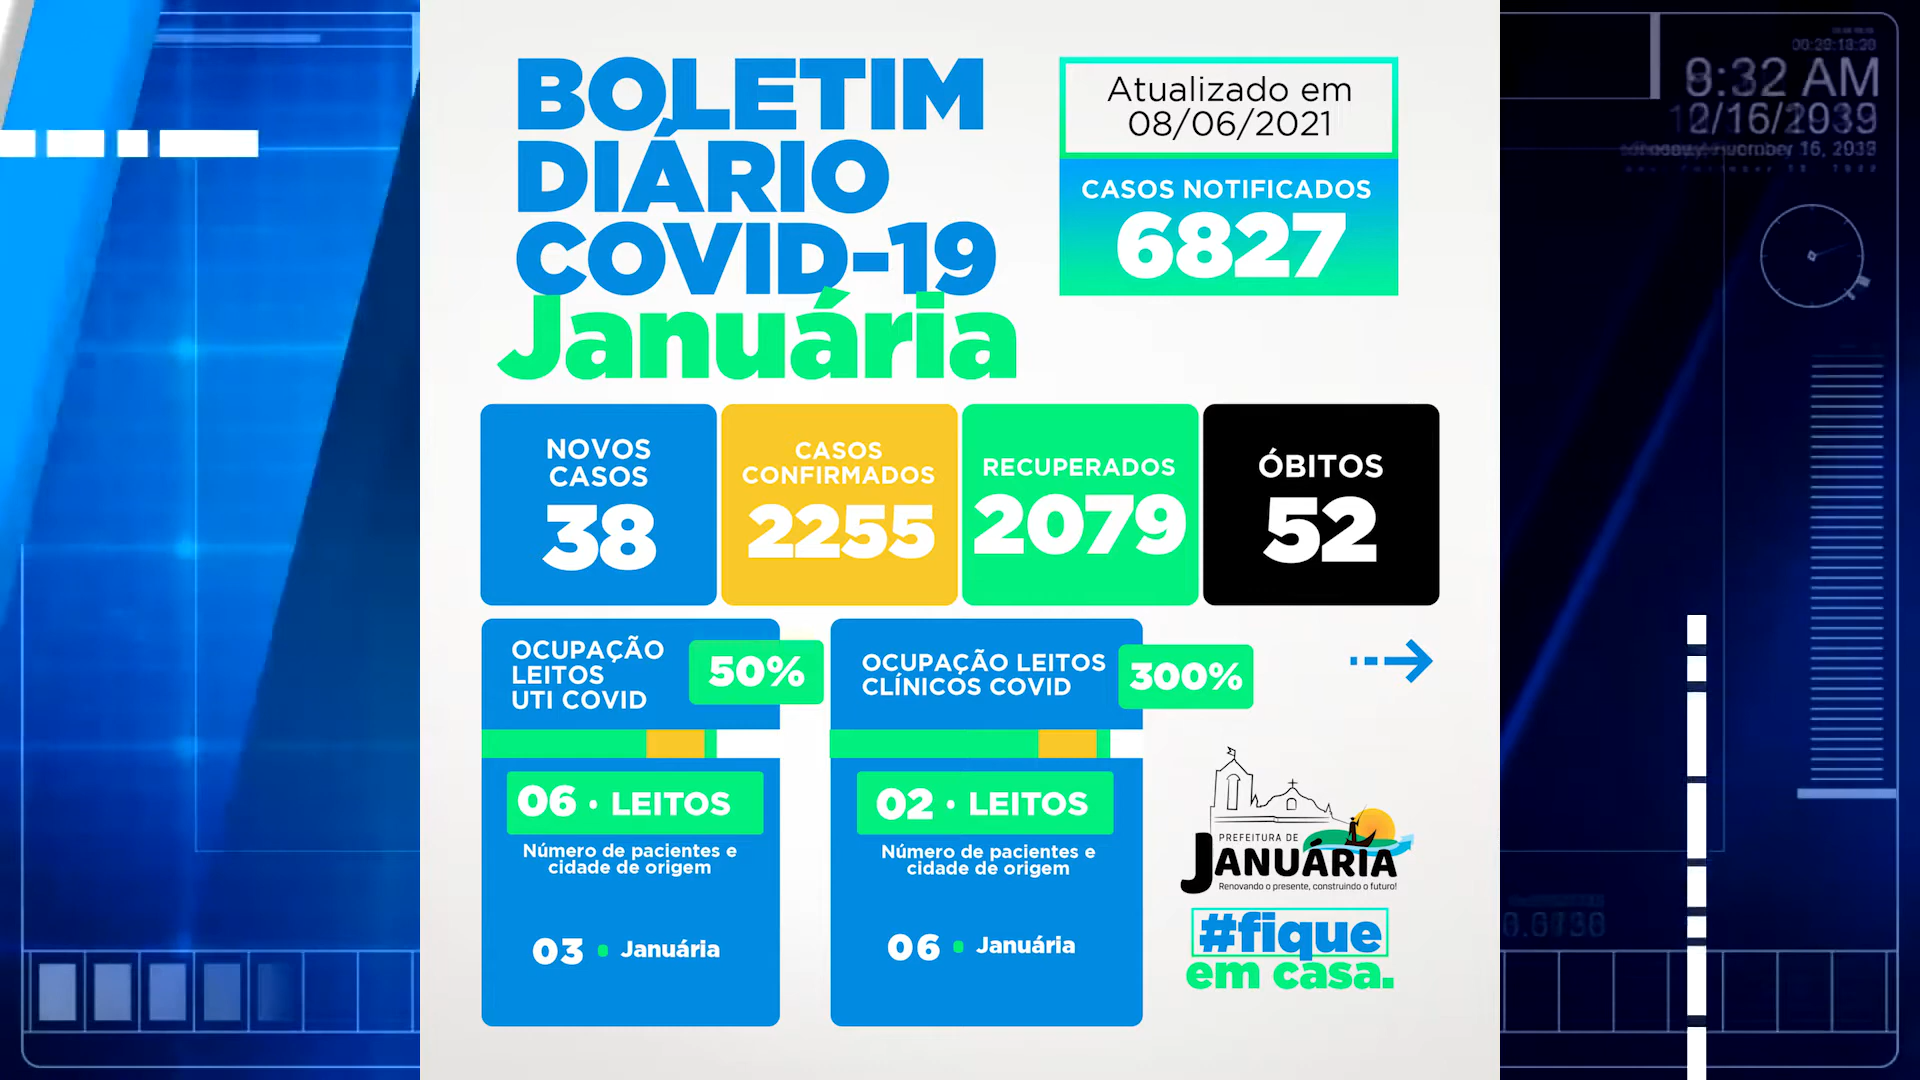 BOLETIM
DIÁRIO
COVID-19
Januária
Atualizado em
08/06/2021
CASOS NOTIFICADOS
6827
NOVOS
CASOS
38
CASOS
CONFIRMADOS
2255
RECUPERADOS
2079
ÓBITOS
52
OCUPAÇÃO
LEITOS
UTI COVID
50%
06 • LEITOS
Número de pacientes e
cidade de origem
03 • Januária
OCUPAÇÃO LEITOS
CLÍNICOS COVID
300%
02 • LEITOS
Número de pacientes e
cidade de origem
06 • Januária
PREFEITURA DE
JANUÁRIA
Renovando o presente, construindo o futuro!
#fique
em casa.
8:32 AM
12/16/2939